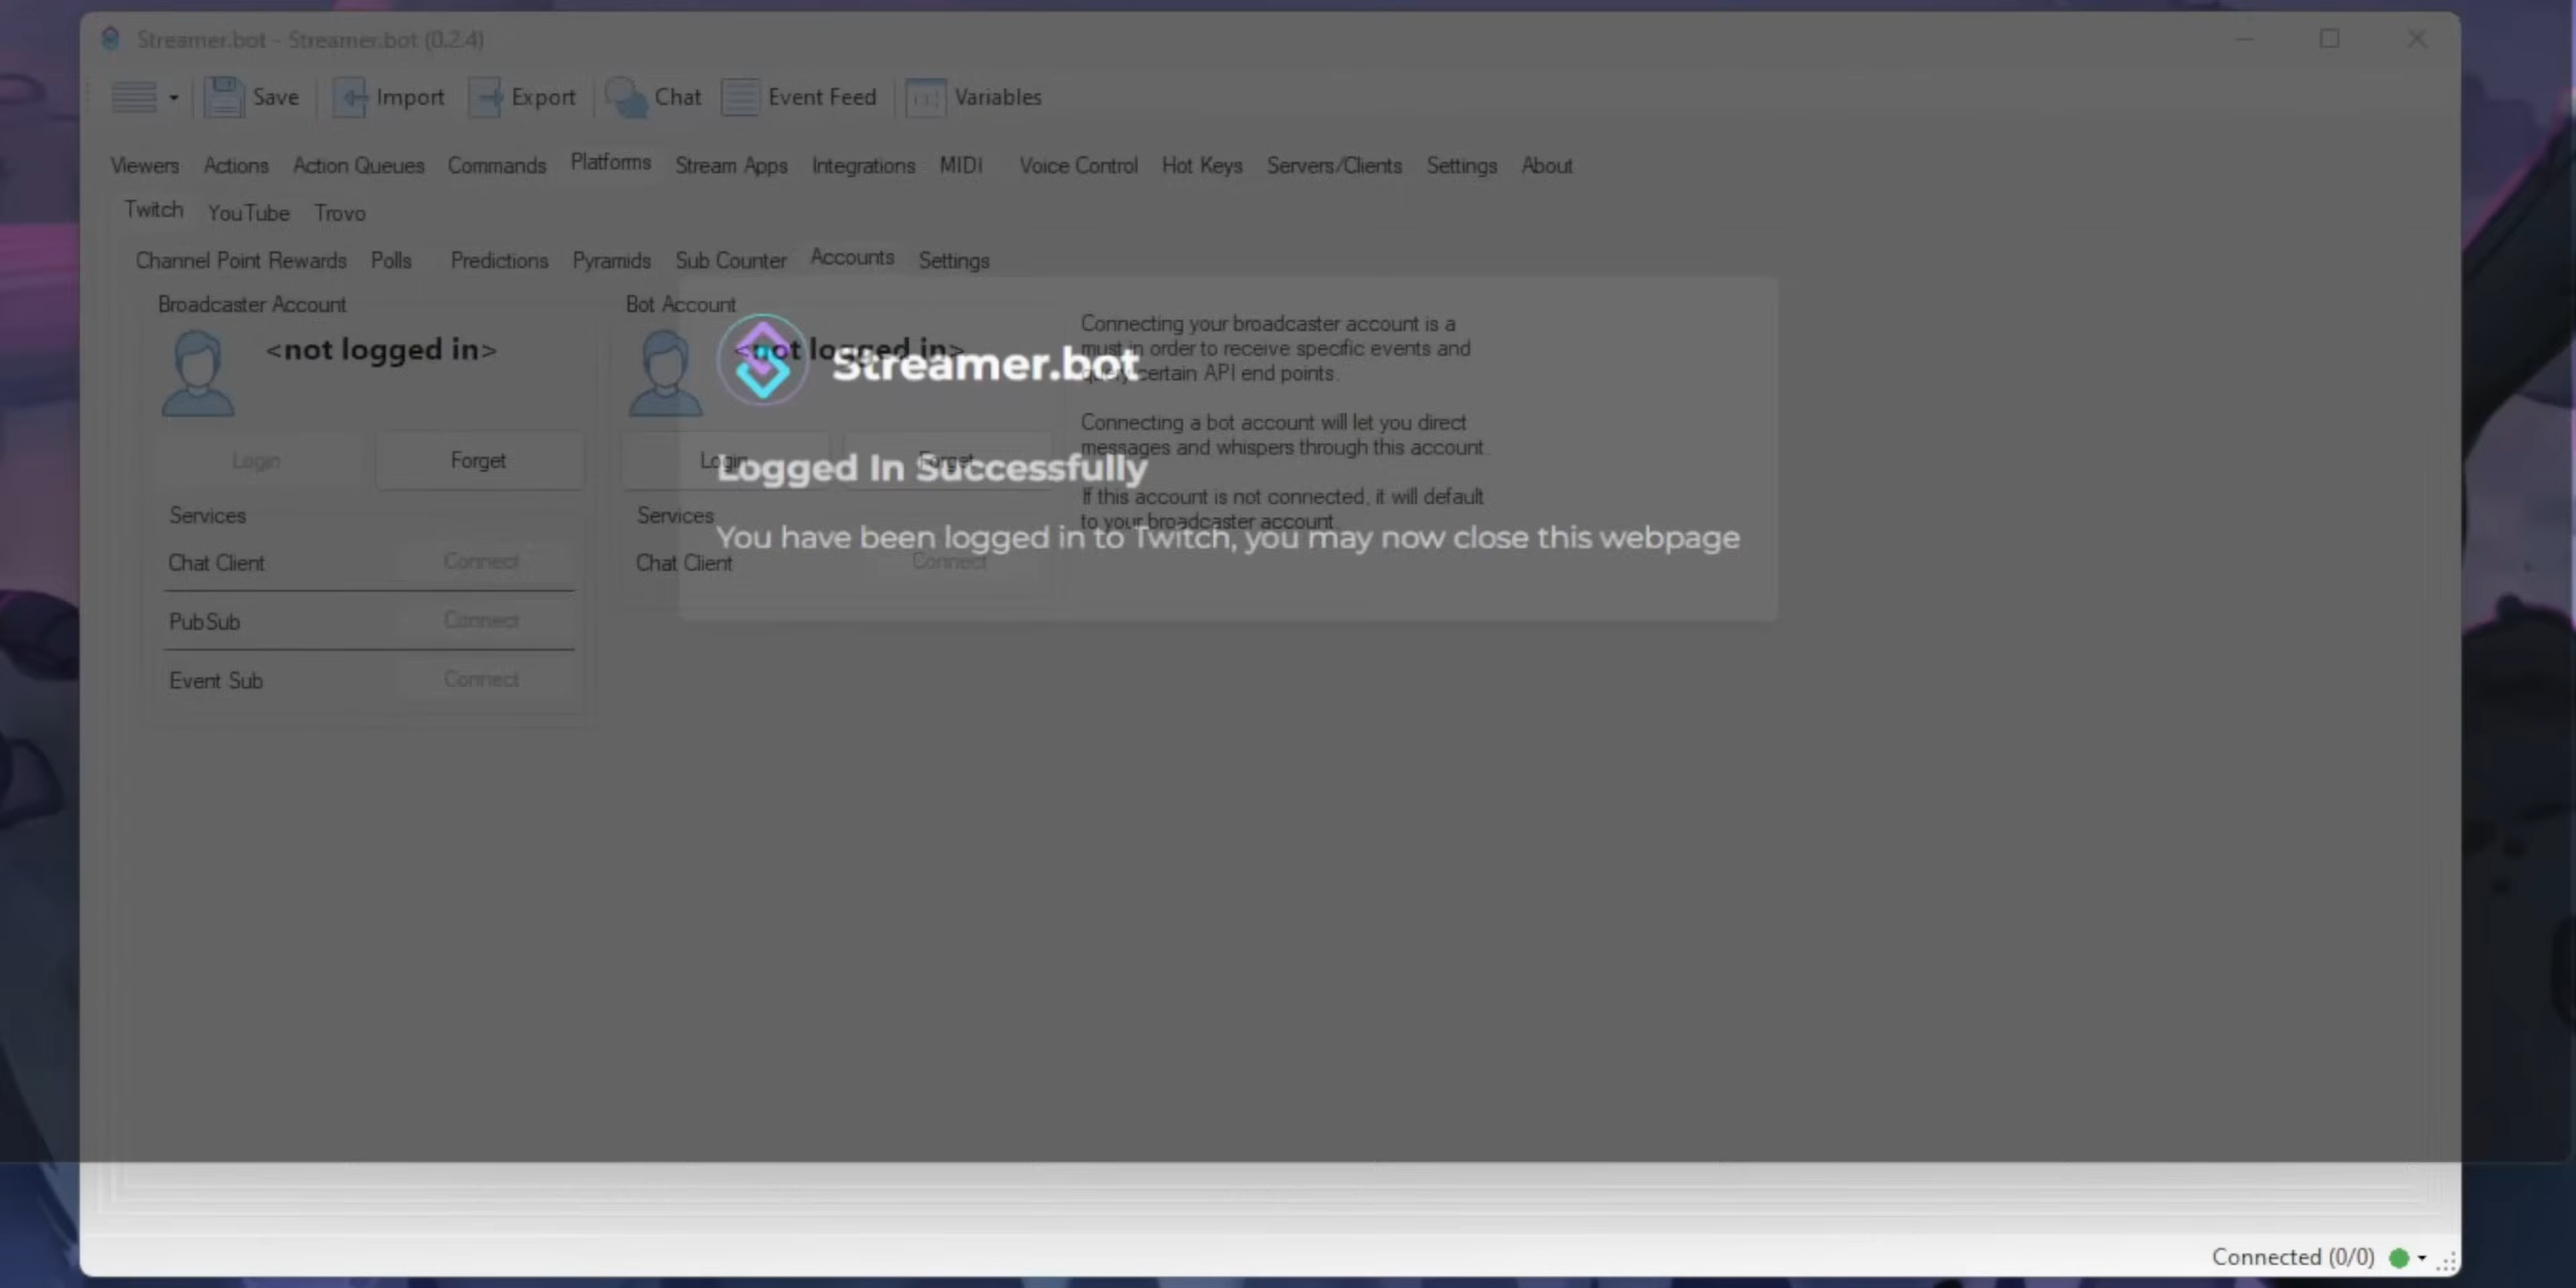 Streamer.bot - Streamer.bot (0.2.4)
Save Import Export Chat Event Feed Variables
Viewers Actions Action Queues Commands Platforms Stream Apps Integrations MIDI Voice Control Hot Keys Servers/Clients Settings About
Twitch YouTube Trovo
Channel Point Rewards Polls Predictions Pyramids Sub Counter Accounts Settings
Broadcaster Account
<not logged in>
Login Forget
Services
Chat Client Connect
PubSub Connect
Event Sub Connect
Bot Account
<not logged in>
Login Forget
Services
Chat Client Connect
Connecting your broadcaster account is a
must in order to receive specific events and
query certain API end points.
Connecting a bot account will let you direct
messages and whispers through this account.
If this account is not connected, it will default
to your broadcaster account.
Streamer.bot
Logged In Successfully
You have been logged in to Twitch, you may now close this webpage
Connected (0/0)